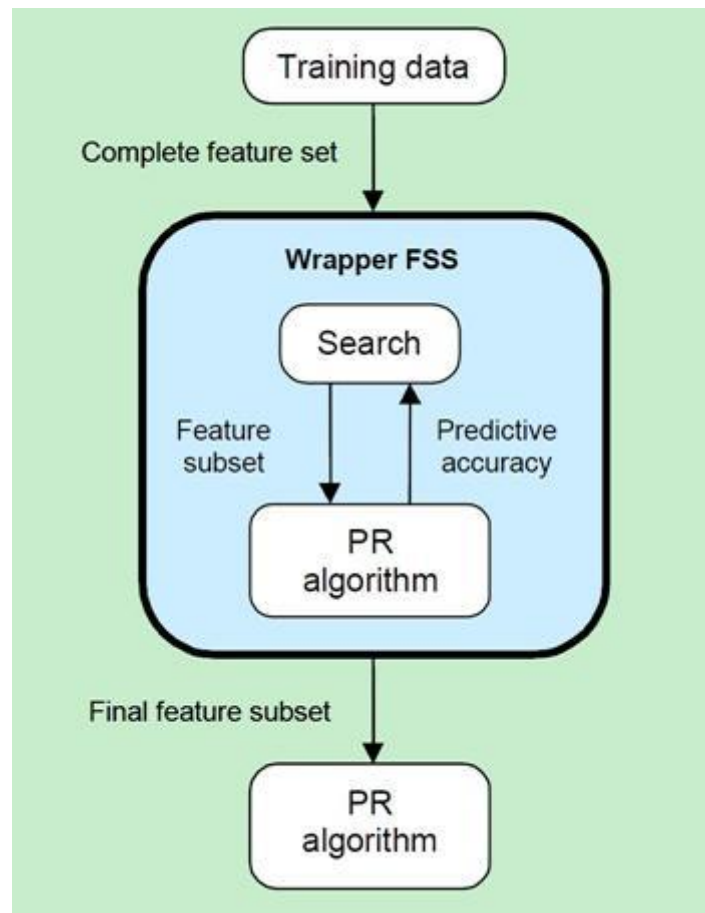 Training data
Complete feature set
Wrapper FSS
Search
Feature
subset
Predictive
accuracy
PR
algorithm
Final feature subset
PR
algorithm